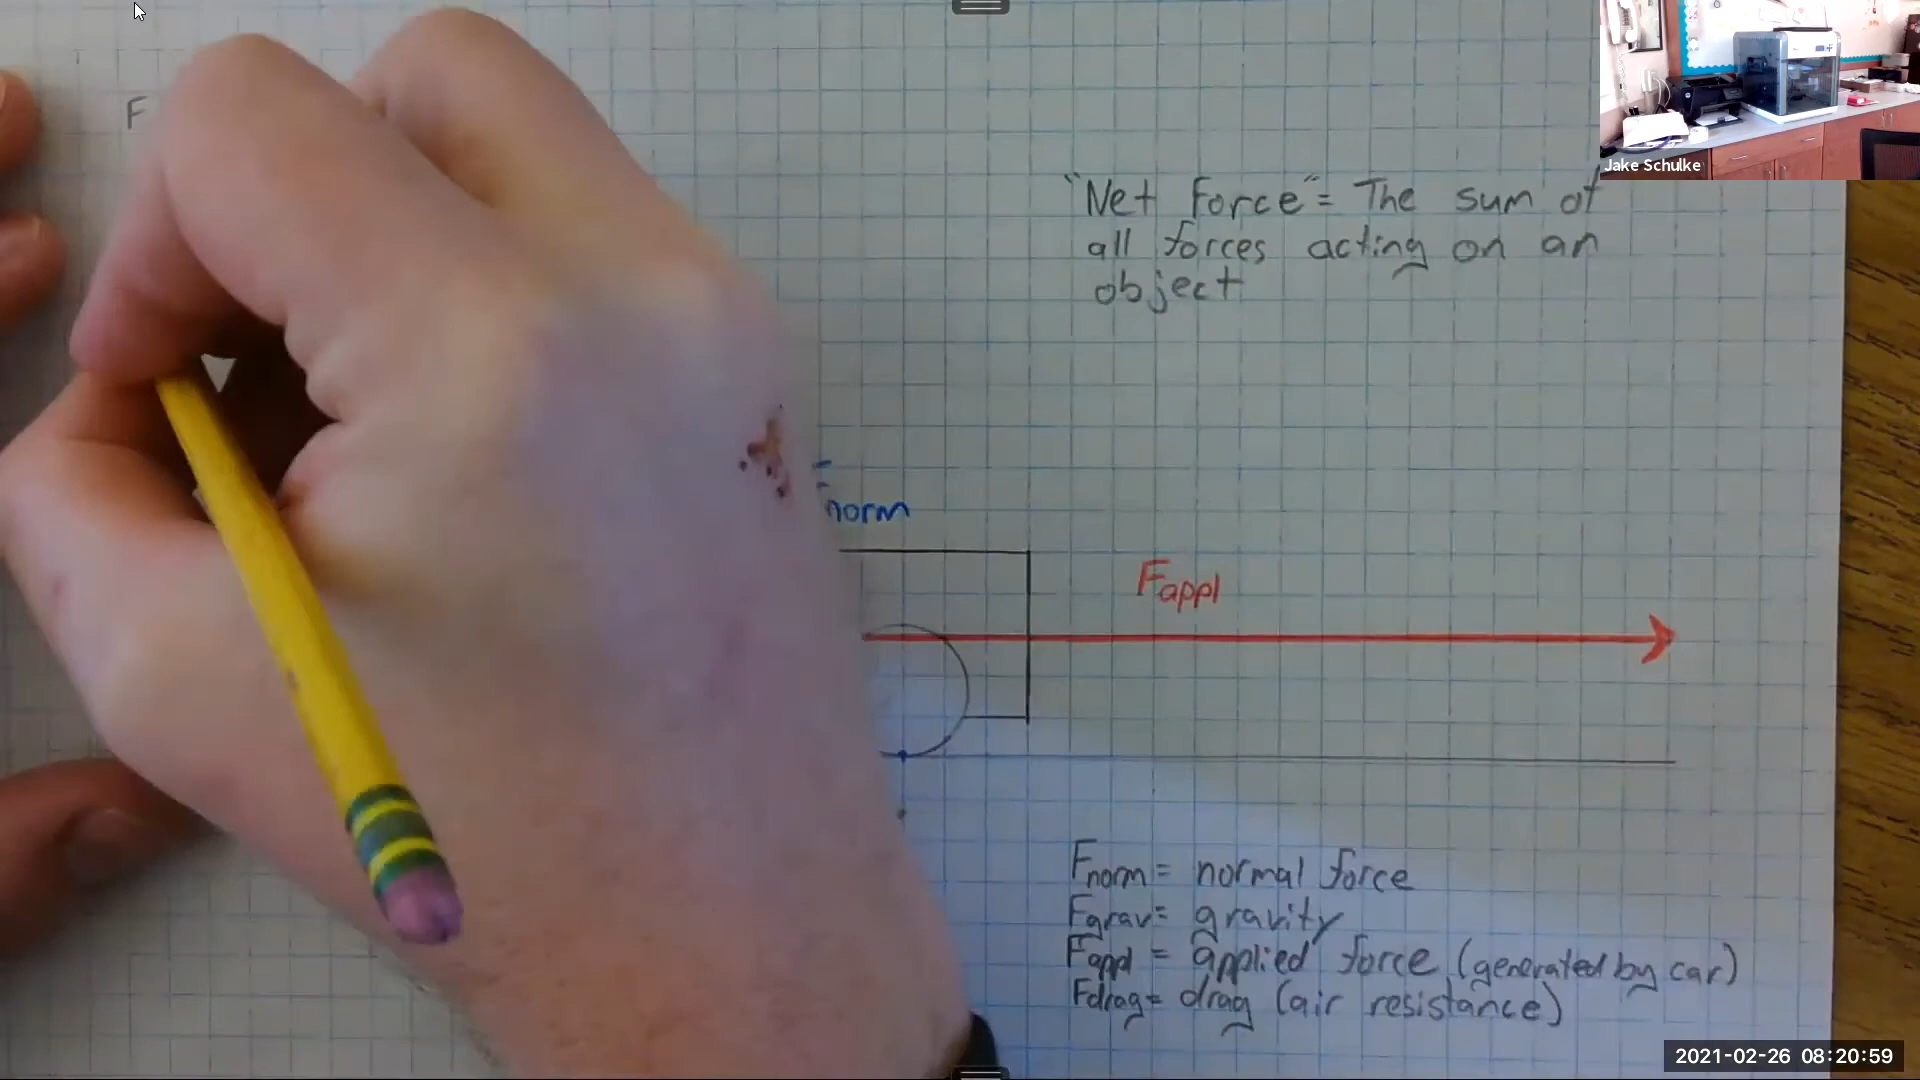 Jake Schulke
F
"Net Force" = The sum of
all forces acting on an
object
Fnorm
Fappl
Fnorm = normal force
Fgrav = gravity
Fappl = applied force (generated by car)
Fdrag = drag (air resistance)
2021-02-26 08:20:59